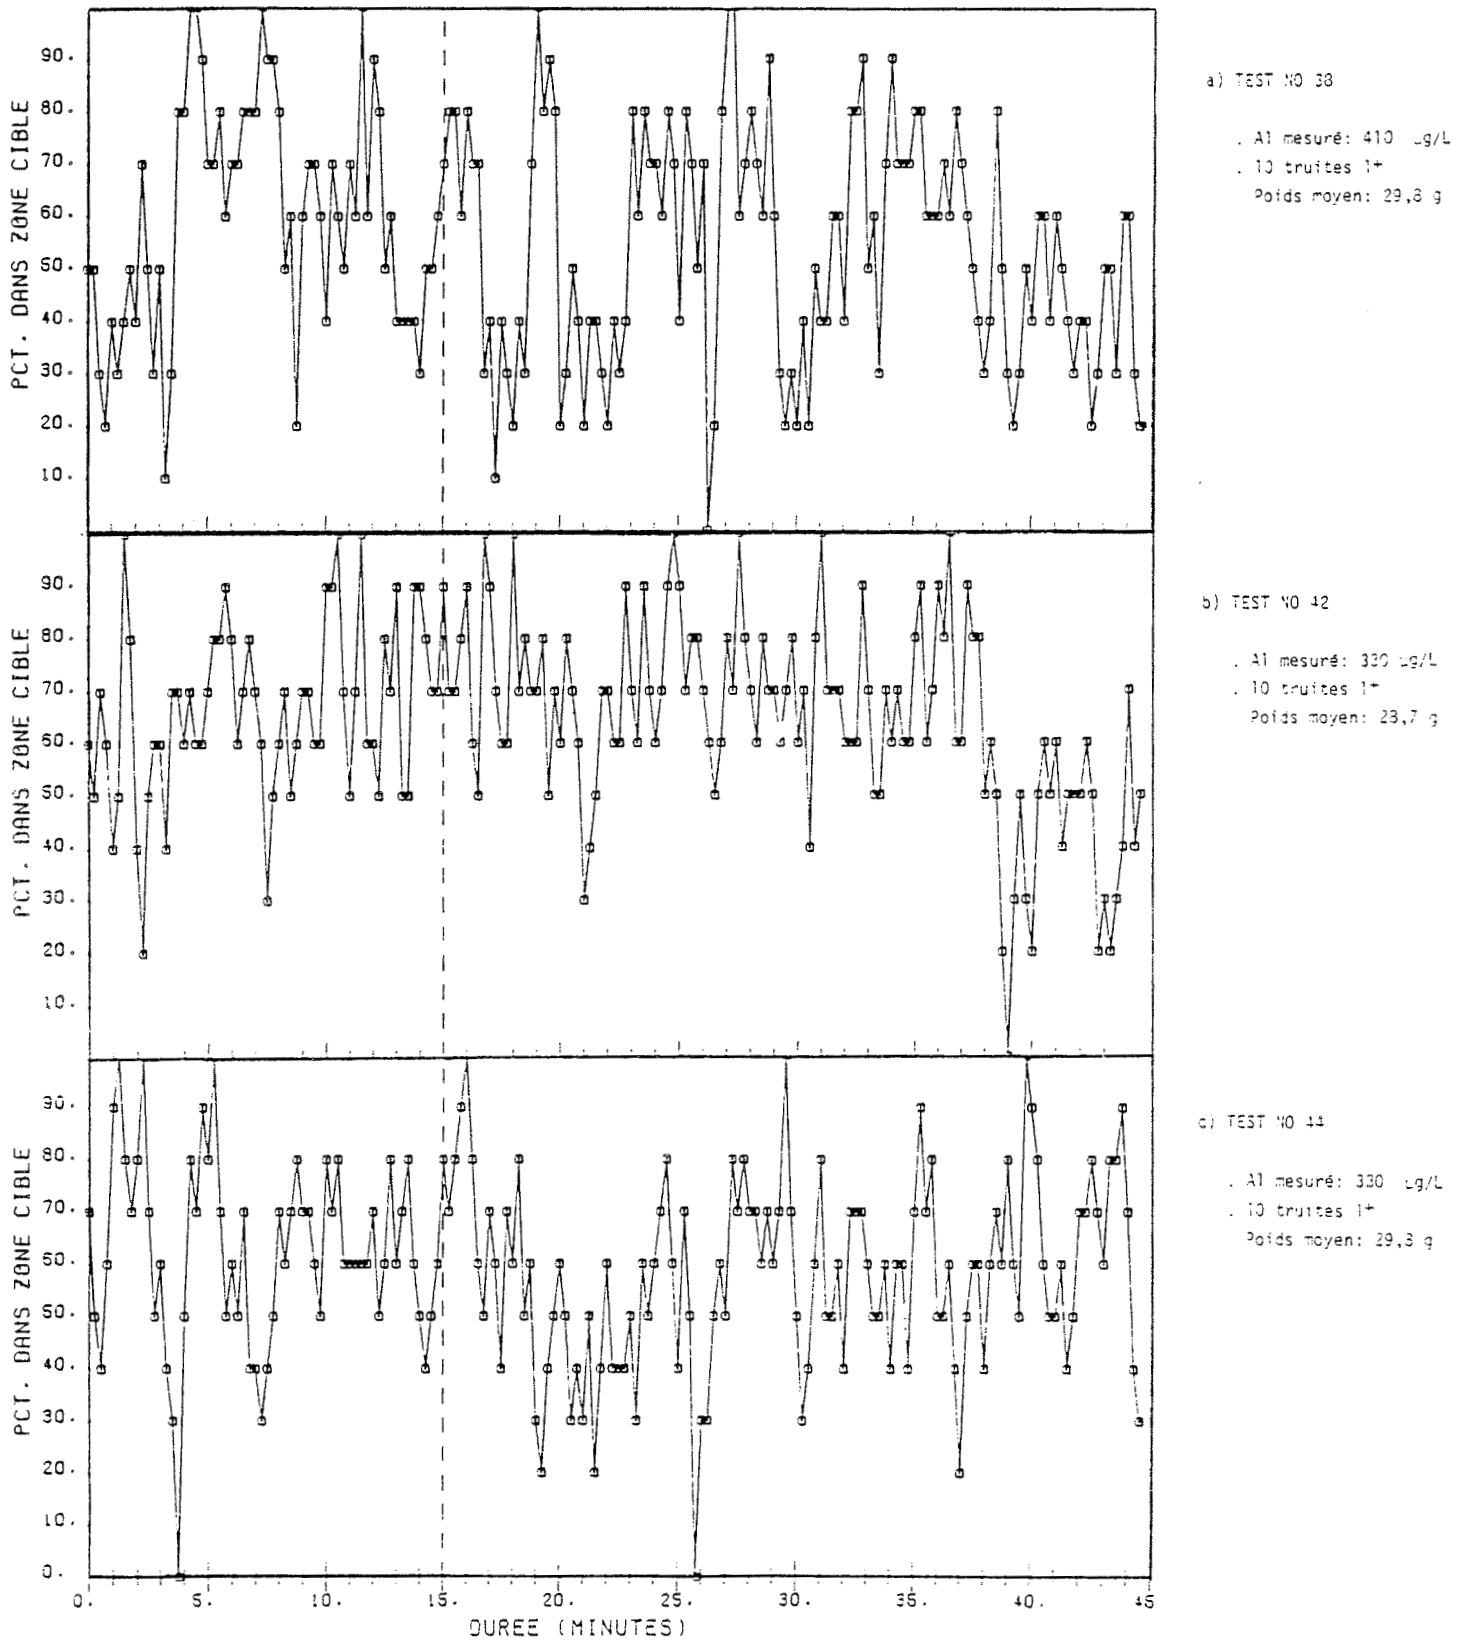 PCT. DANS ZONE CIBLE
90.
80.
70.
60.
50.
40.
30.
20.
10.
a) TEST NO 38
. Al mesuré: 410 µg/L
. 10 truites 1+
Poids moyen: 29,8 g
PCT. DANS ZONE CIBLE
90.
80.
70.
60.
50.
40.
30.
20.
10.
b) TEST NO 42
. Al mesuré: 330 µg/L
. 10 truites 1+
Poids moyen:
PCT. DANS ZONE CIBLE
90.
80.
70.
60.
50.
40.
30.
20.
10.
0.
c) TEST NO 44
. Al mesuré: 330 µg/L
. 10 truites 1+
Poids moyen:
0. 5. 10. 15. 20. 25. 30. 35. 40. 45
DUREE (MINUTES)